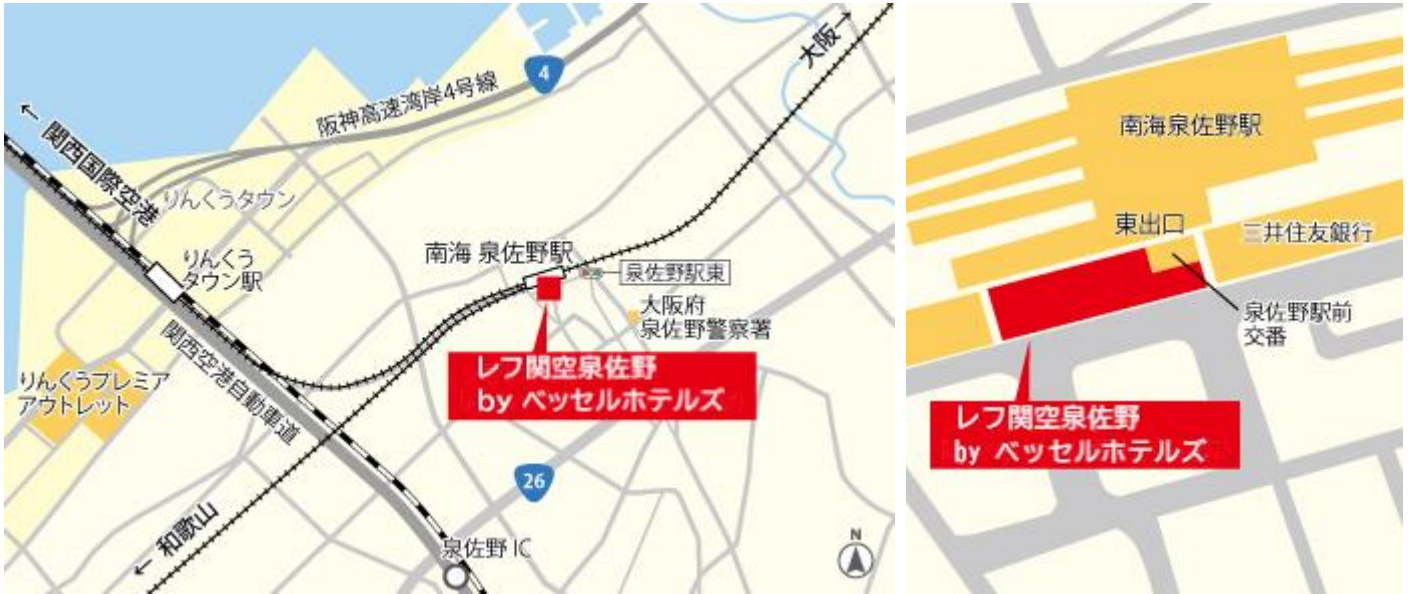 大阪→
4
阪神高速湾岸4号線
← 関西国際空港
りんくうタウン
りんくう
タウン駅
南海 泉佐野駅
泉佐野駅東
大阪府
泉佐野警察署
関西空港自動車道
りんくうプレミア
アウトレット
レフ関空泉佐野
by ベッセルホテルズ
26
← 和歌山
泉佐野 IC
N
南海泉佐野駅
東出口
三井住友銀行
泉佐野駅前
交番
レフ関空泉佐野
by ベッセルホテルズ